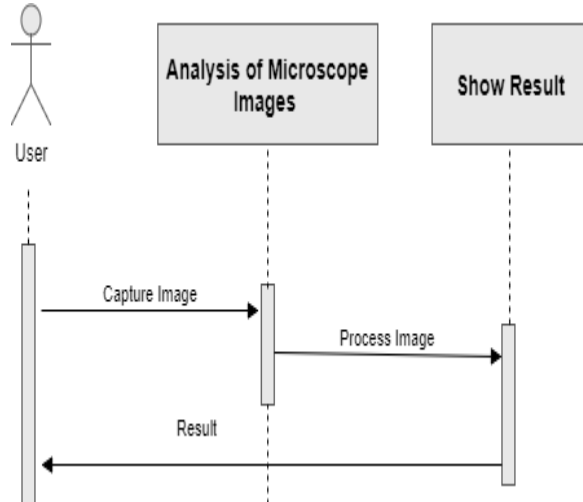 Analysis of Microscope
Images
Show Result
User
Capture Image
Process Image
Result